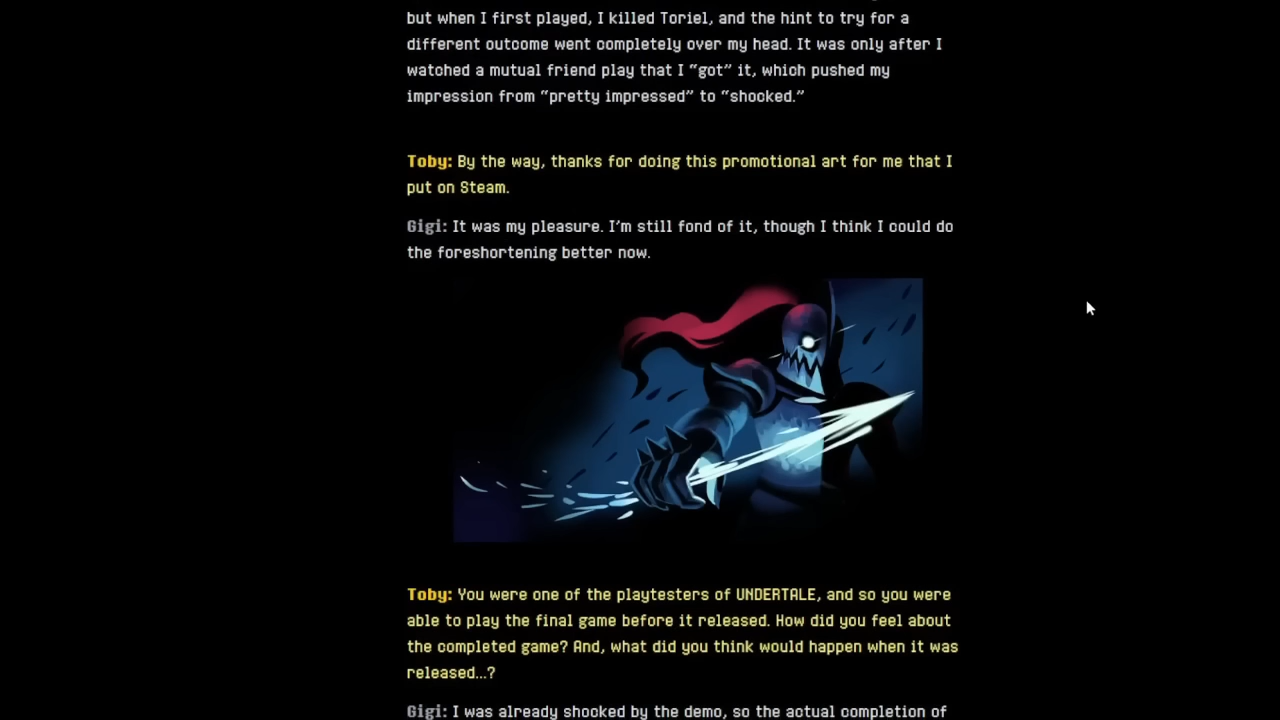 but when I first played, I killed Toriel, and the hint to try for a
different outcome went completely over my head. It was only after I
watched a mutual friend play that I “got” it, which pushed my
impression from “pretty impressed” to “shocked.”
Toby: By the way, thanks for doing this promotional art for me that I
put on Steam.
Gigi: It was my pleasure. I’m still fond of it, though I think I could do
the foreshortening better now.
Toby: You were one of the playtesters of UNDERTALE, and so you were
able to play the final game before it released. How did you feel about
the completed game? And, what did you think would happen when it was
released...?
Gigi: I was already shocked by the demo, so the actual completion of